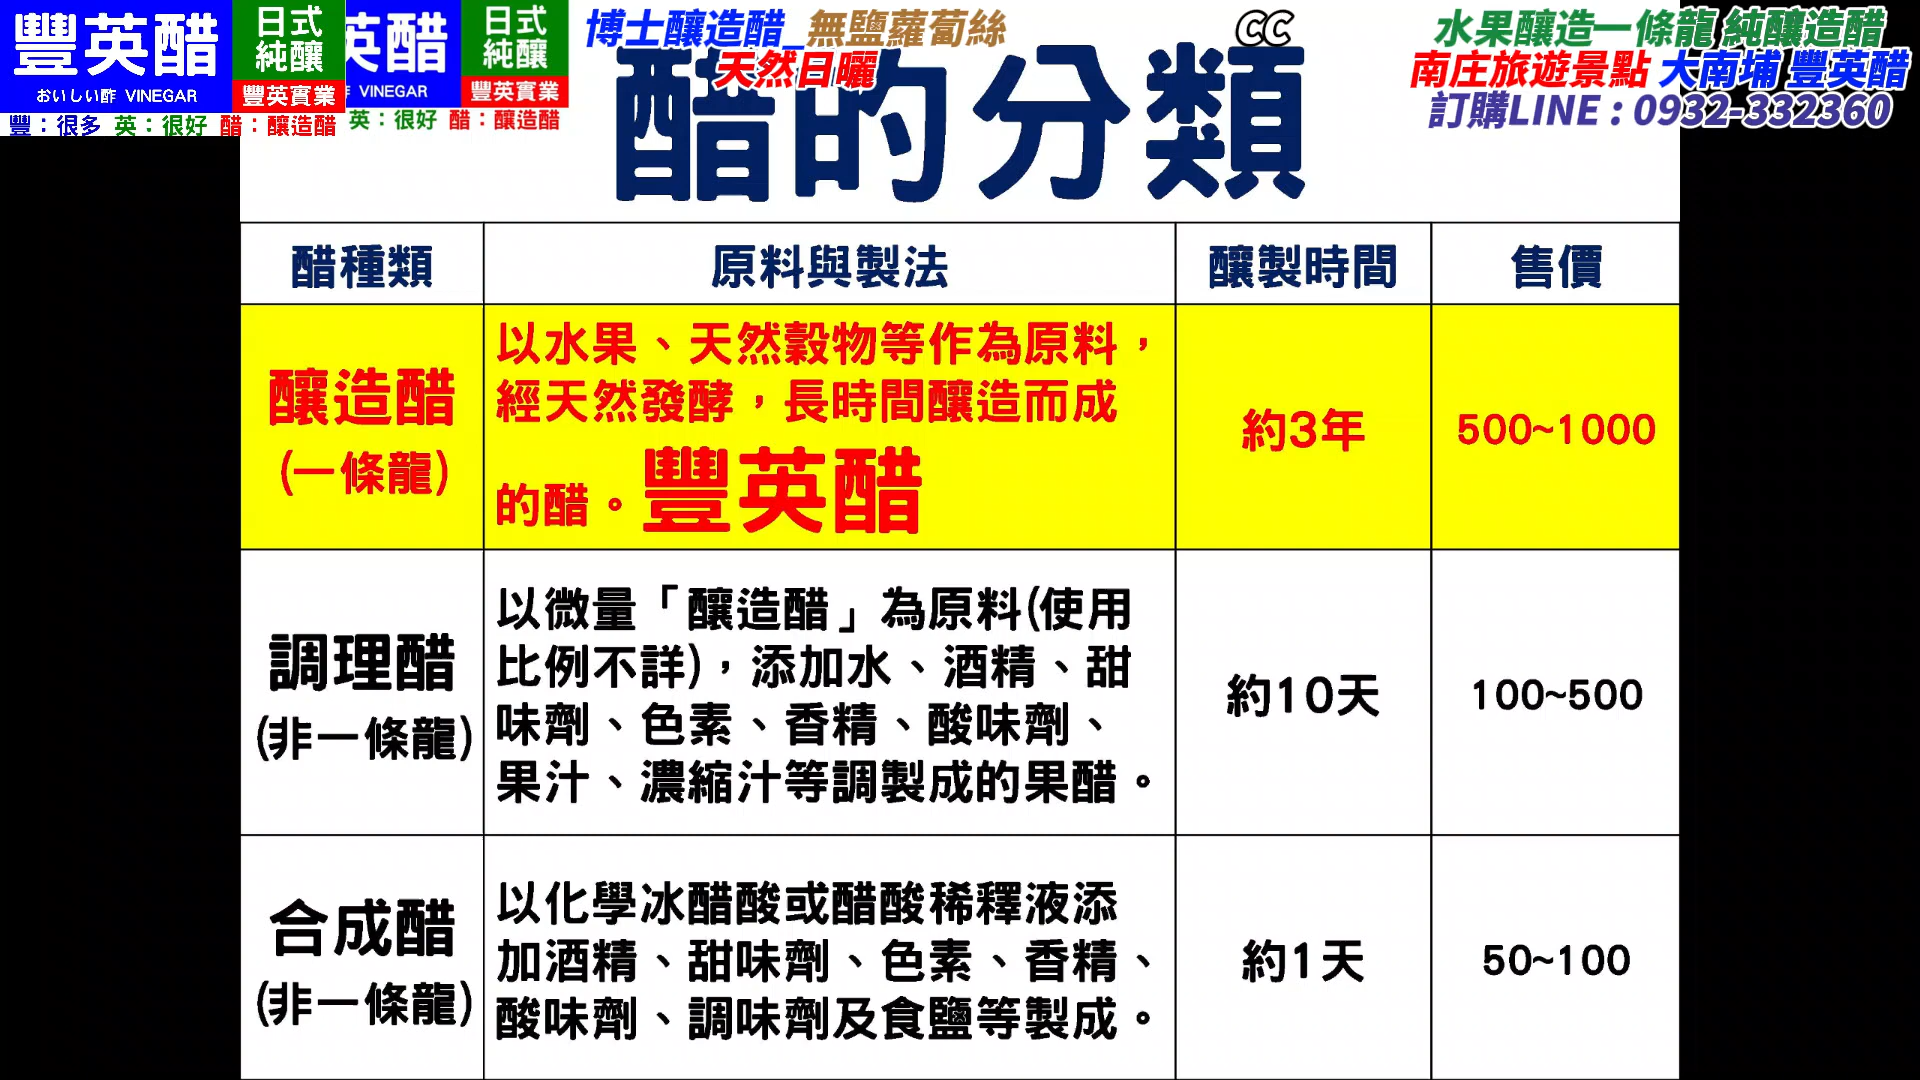 豐英醋
おいしい酢 VINEGAR
日式
純釀
豐英實業
豐：很多 英：很好 醋：釀造醋
英醋
VINEGAR
日式
純釀
豐英實業
英：很好 醋：釀造醋
博士釀造醋_無鹽蘿蔔絲
天然日曬
CC
水果釀造一條龍 純釀造醋
南庄旅遊景點 大南埔 豐英醋
訂購LINE : 0932-332360
醋的分類
醋種類 原料與製法 釀製時間 售價
釀造醋
(一條龍)
以水果、天然穀物等作為原料，
經天然發酵，長時間釀造而成
的醋。豐英醋
約3年
500~1000
調理醋
(非一條龍)
以微量「釀造醋」為原料(使用
比例不詳)，添加水、酒精、甜
味劑、色素、香精、酸味劑、
果汁、濃縮汁等調製成的果醋。
約10天
100~500
合成醋
(非一條龍)
以化學冰醋酸或醋酸稀釋液添
加酒精、甜味劑、色素、香精、
酸味劑、調味劑及食鹽等製成。
約1天
50~100